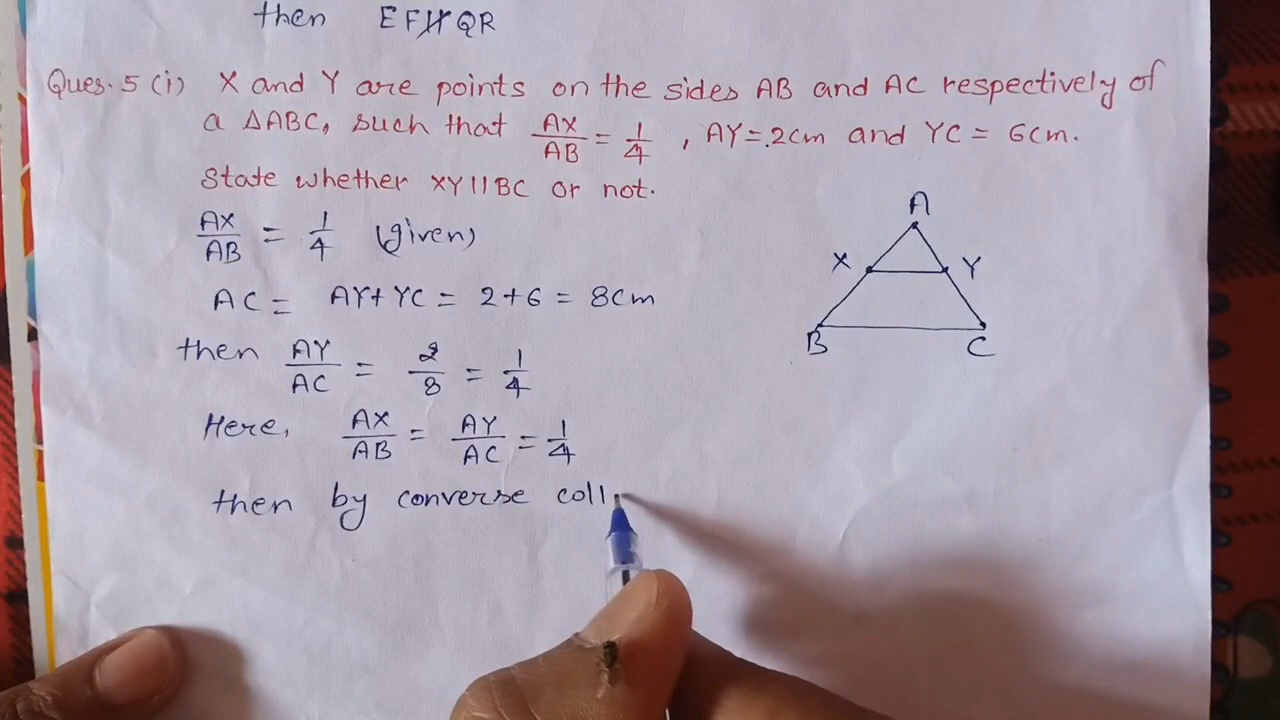 then EF∦QR
Ques. 5 (i) X and Y are points on the sides AB and AC respectively of
a ΔABC, such that AX/AB = 1/4 , AY = 2cm and YC = 6cm.
State whether XY||BC or not.
AX/AB = 1/4 (given)
AC = AY+YC = 2+6 = 8cm
then AY/AC = 2/8 = 1/4
Here, AX/AB = AY/AC = 1/4
then by converse coll
A
X Y
B C